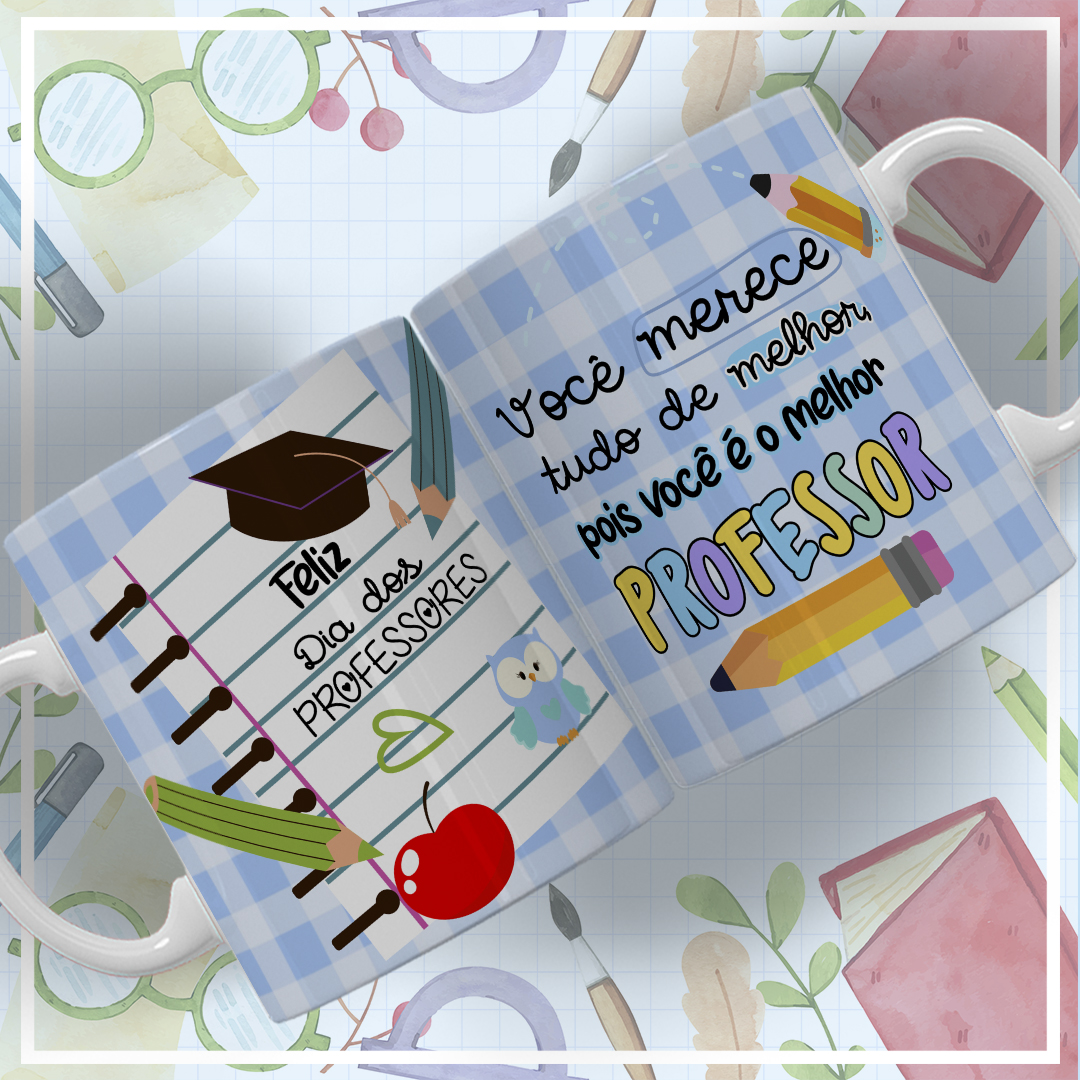 Feliz
Dia dos
PROFESSORES
Você merece
tudo de melhor,
pois você é o melhor
PROFESSOR